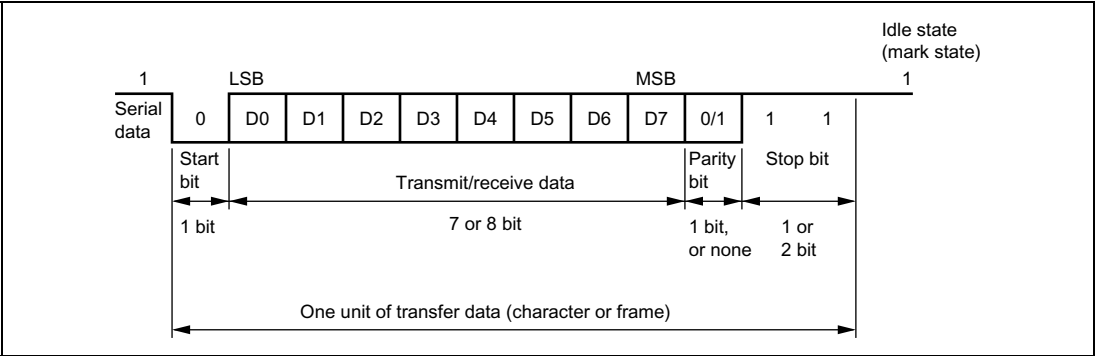 Idle state
(mark state)
1 LSB MSB 1
Serial
data
0 D0 D1 D2 D3 D4 D5 D6 D7 0/1 1 1
Start
bit
Transmit/receive data
Parity
bit
Stop bit
1 bit
7 or 8 bit
1 bit,
or none
1 or
2 bit
One unit of transfer data (character or frame)